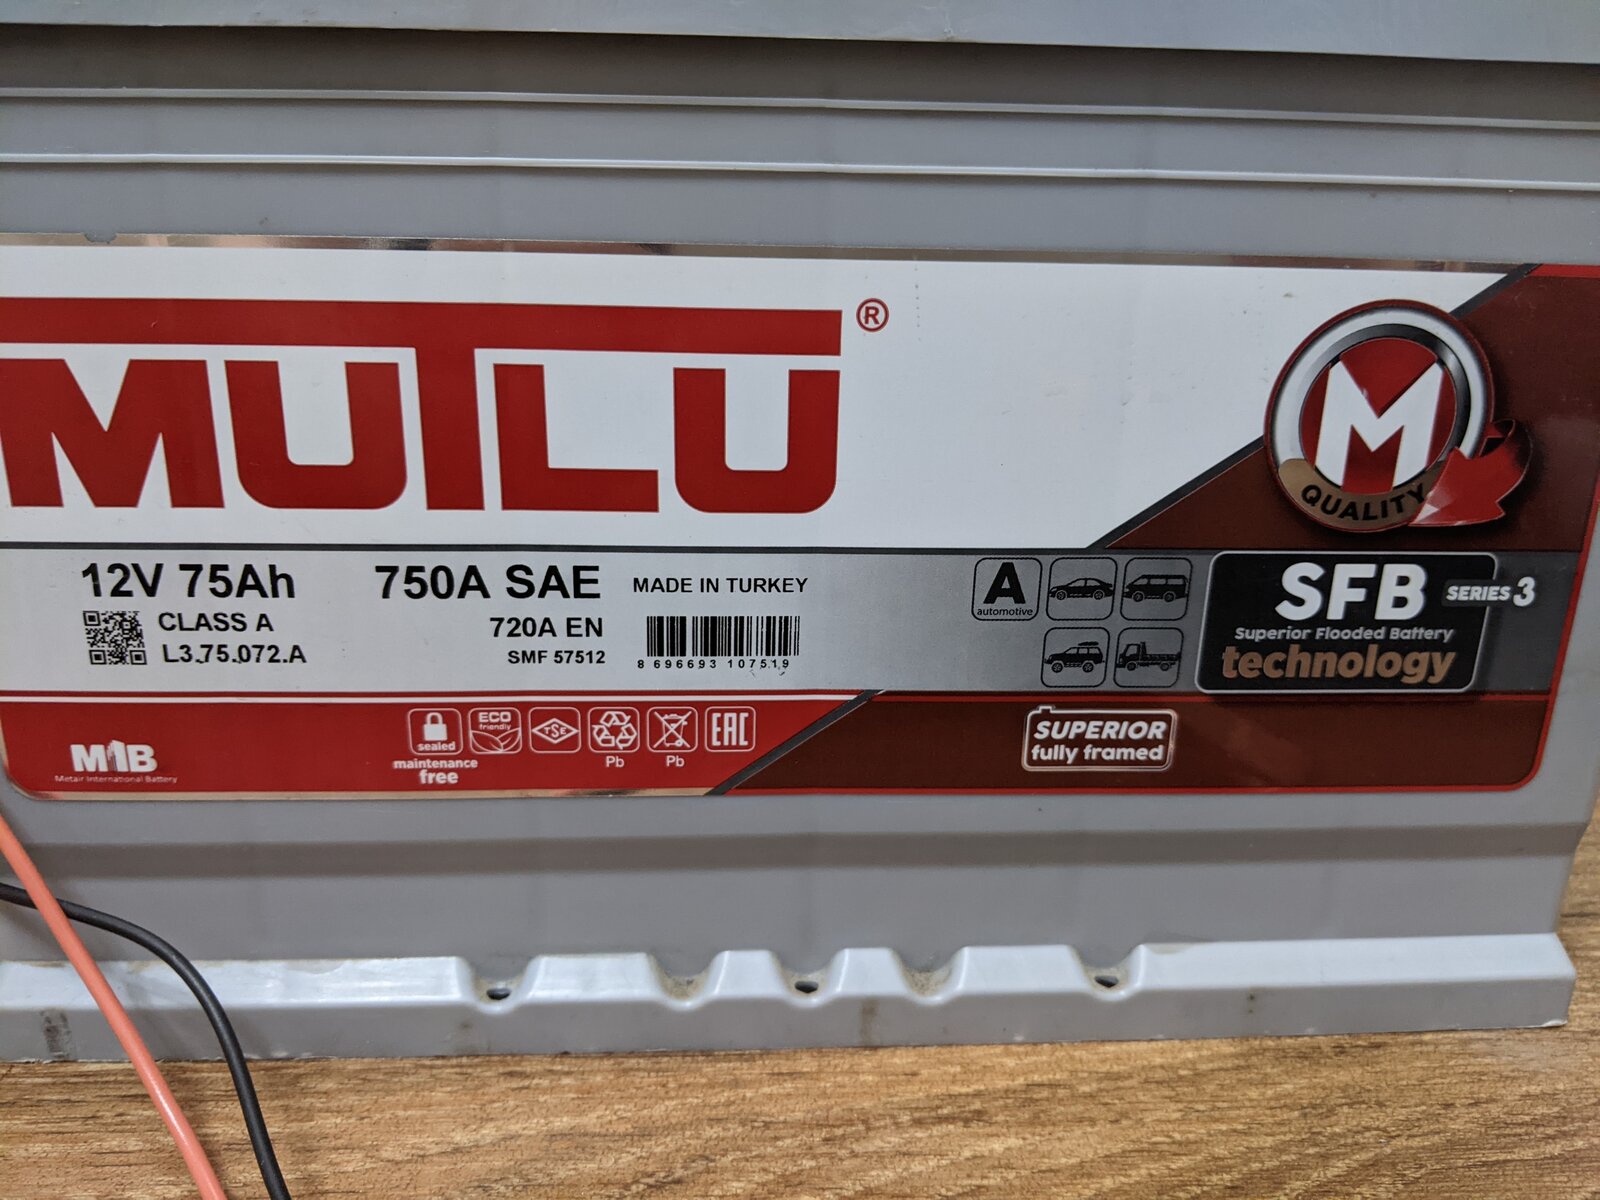 MUTLU®
M
QUALITY
12V 75Ah
750A SAE
MADE IN TURKEY
CLASS A
720A EN
L3.75.072.A
SMF 57512
8 696693 107519
A
automotive
SFB SERIES 3
Superior Flooded Battery
technology
MIB
Metair International Battery
sealed
maintenance
free
ECO
friendly
TSE
Pb
Pb
EAC
SUPERIOR
fully framed